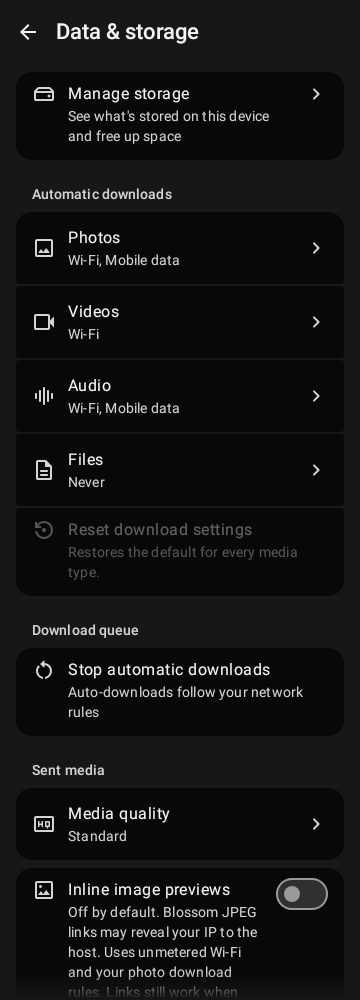 Data & storage
Manage storage
See what's stored on this device
and free up space
Automatic downloads
Photos
Wi-Fi, Mobile data
Videos
Wi-Fi
Audio
Wi-Fi, Mobile data
Files
Never
Reset download settings
Restores the default for every media
type.
Download queue
Stop automatic downloads
Auto-downloads follow your network
rules
Sent media
HQ
Media quality
Standard
Inline image previews
Off by default. Blossom JPEG
links may reveal your IP to the
host. Uses unmetered Wi-Fi
and your photo download
rules. Links still work when